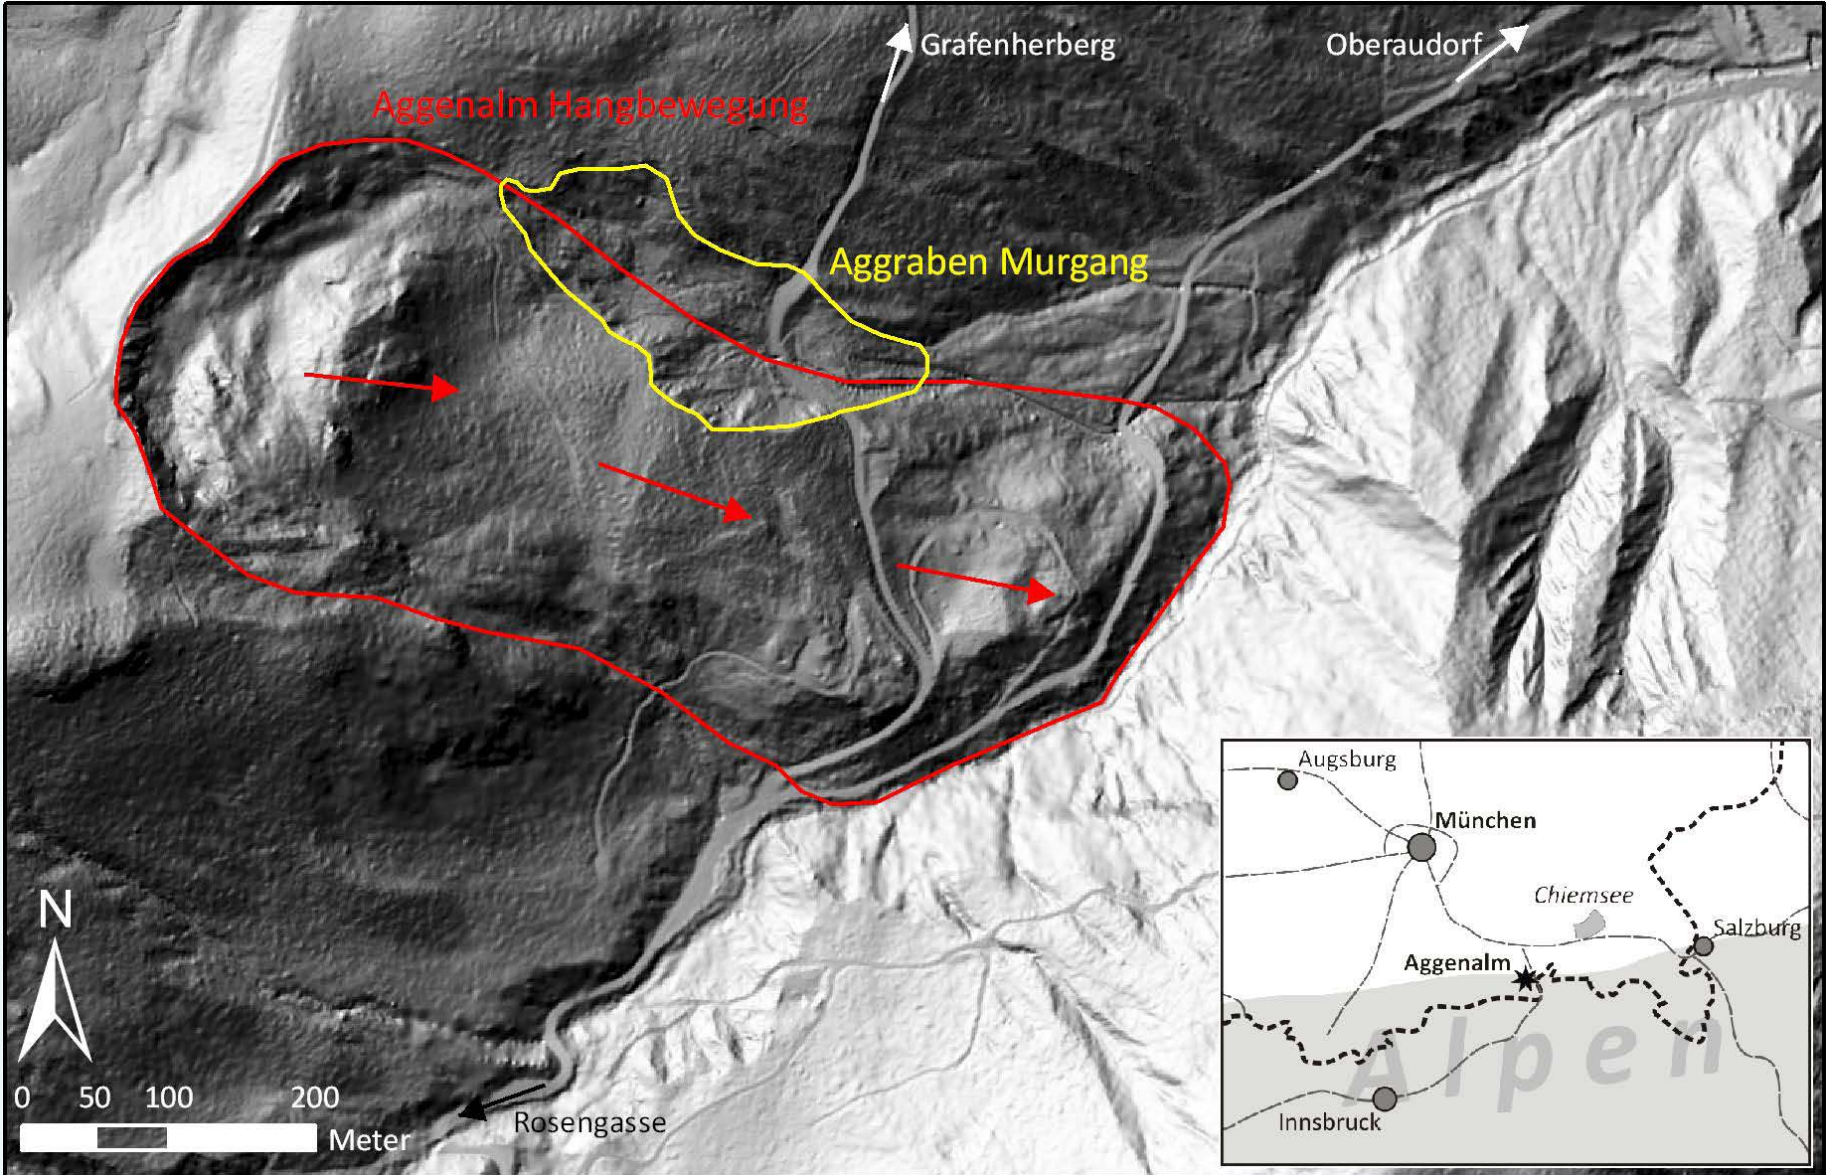 Grafenherberg
Oberaudorf
Aggenalm Hangbewegung
Aggraben Murgang
N
0 50 100 200
Meter
Rosengasse
Augsburg
München
Chiemsee
Salzburg
Aggenalm
Alpen
Innsbruck